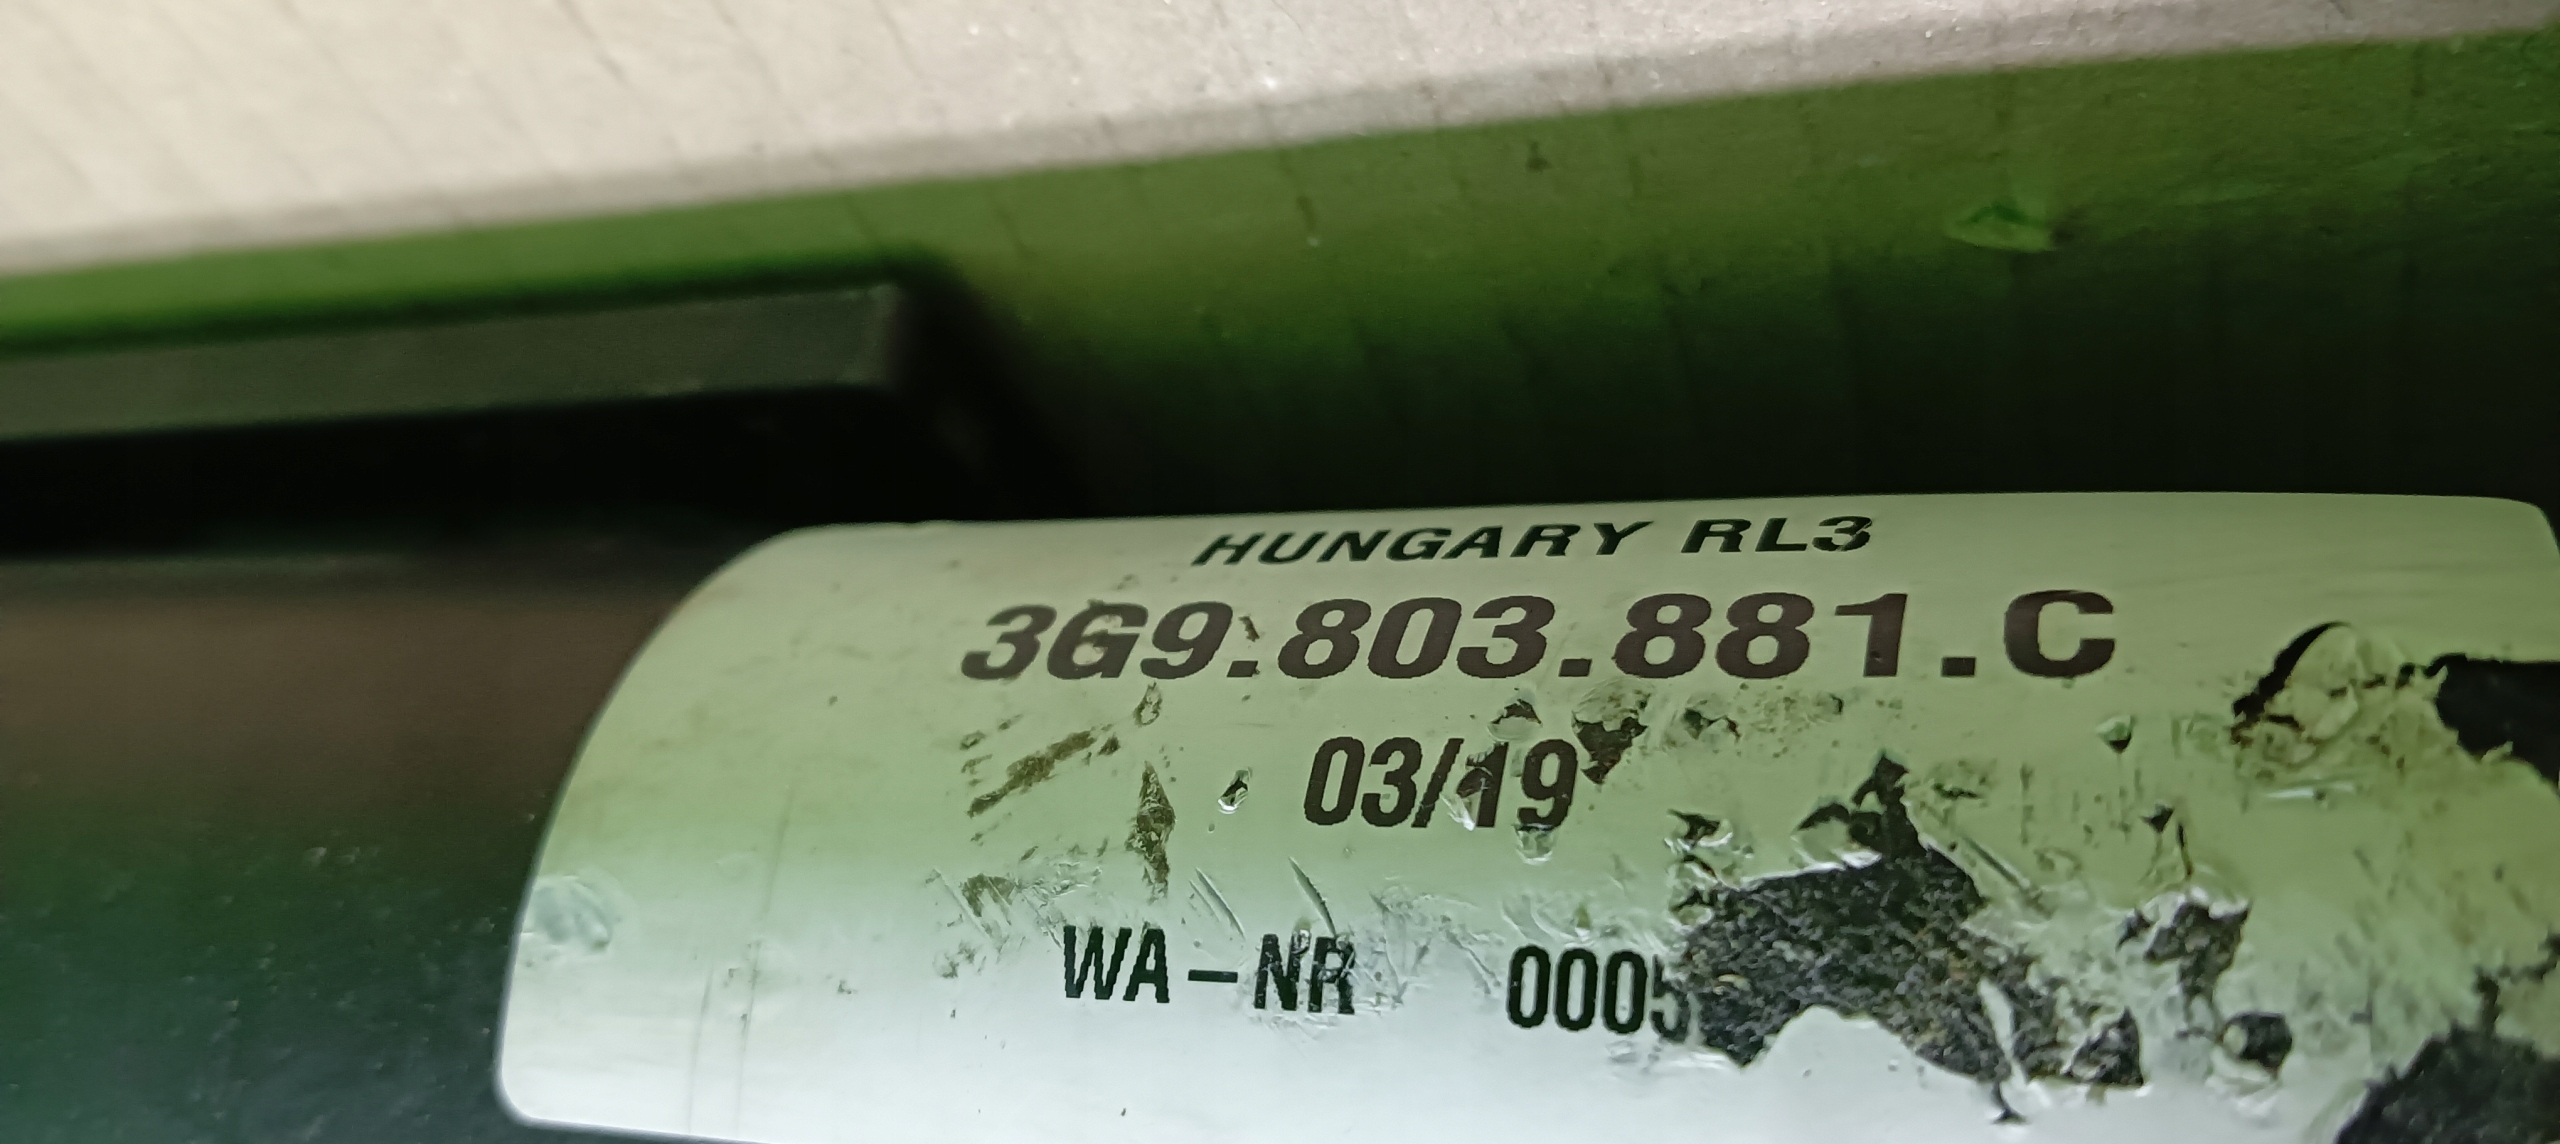 HUNGARY RL3
3G9.803.881.C
03/19
WA-NR 0005